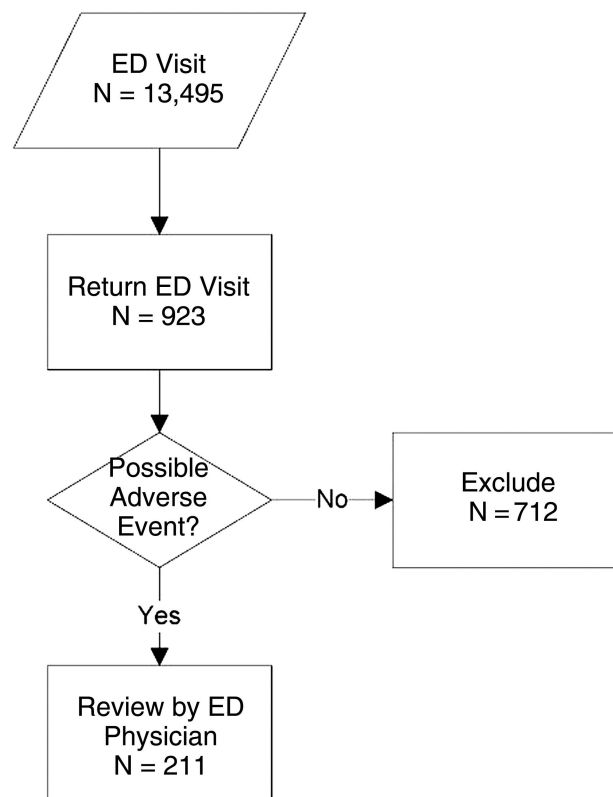 ED Visit
N = 13,495
Return ED Visit
N = 923
Possible
Adverse
Event?
No
Exclude
N = 712
Yes
Review by ED
Physician
N = 211